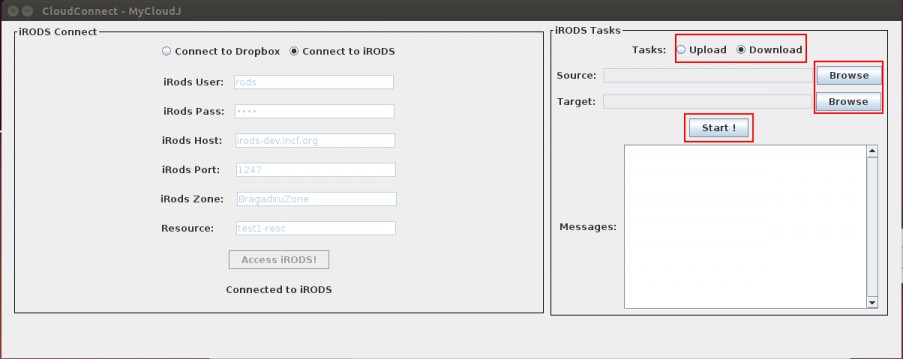 CloudConnect - MyCloudJ
iRODS Connect
Connect to Dropbox Connect to iRODS
iRods User: rods
iRods Pass: ••••
iRods Host: irods-dev.incf.org
iRods Port: 1247
iRods Zone: BragadiruZone
Resource: test1-resc
Access iRODS!
Connected to iRODS
iRODS Tasks
Tasks: Upload Download
Source: Browse
Target: Browse
Start !
Messages: